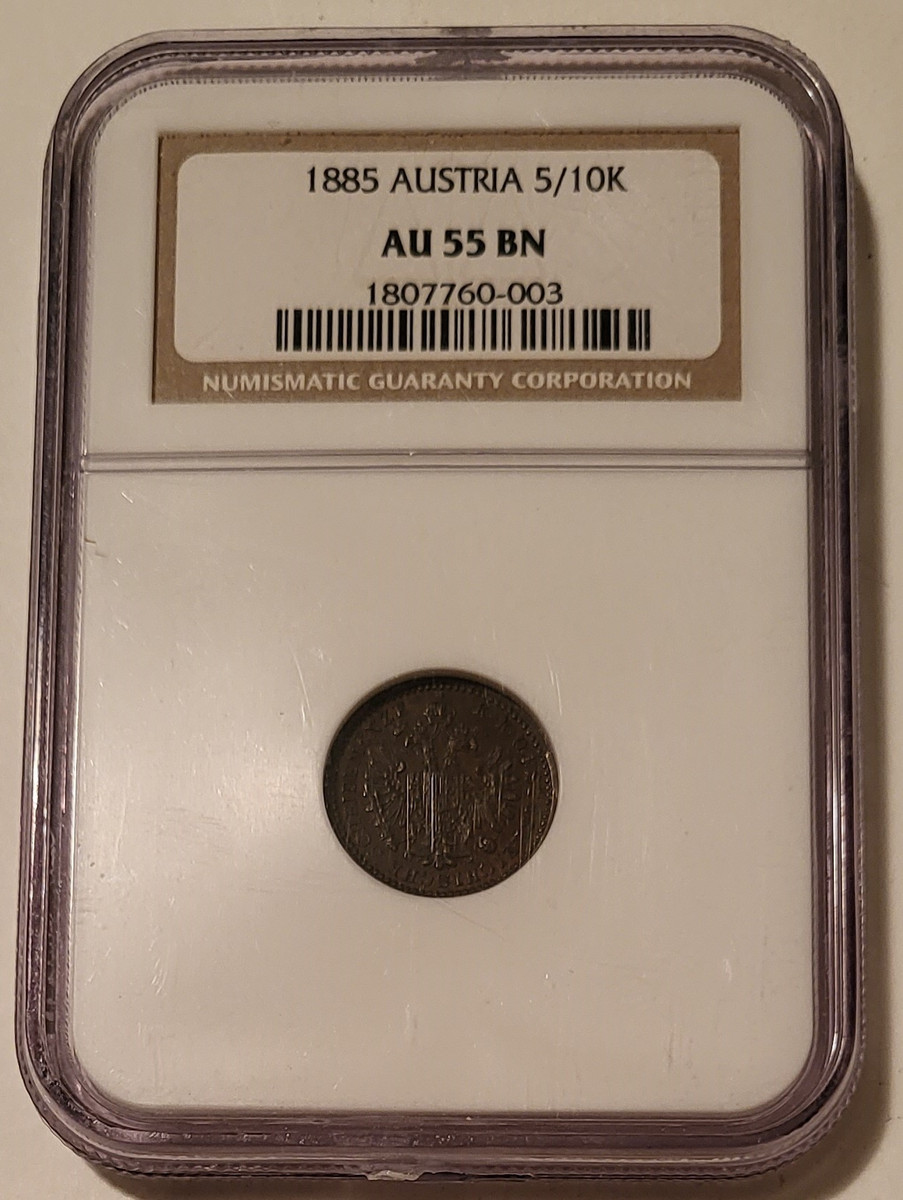 1885 AUSTRIA 5/10K
AU 55 BN
1807760-003
NUMISMATIC GUARANTY CORPORATION